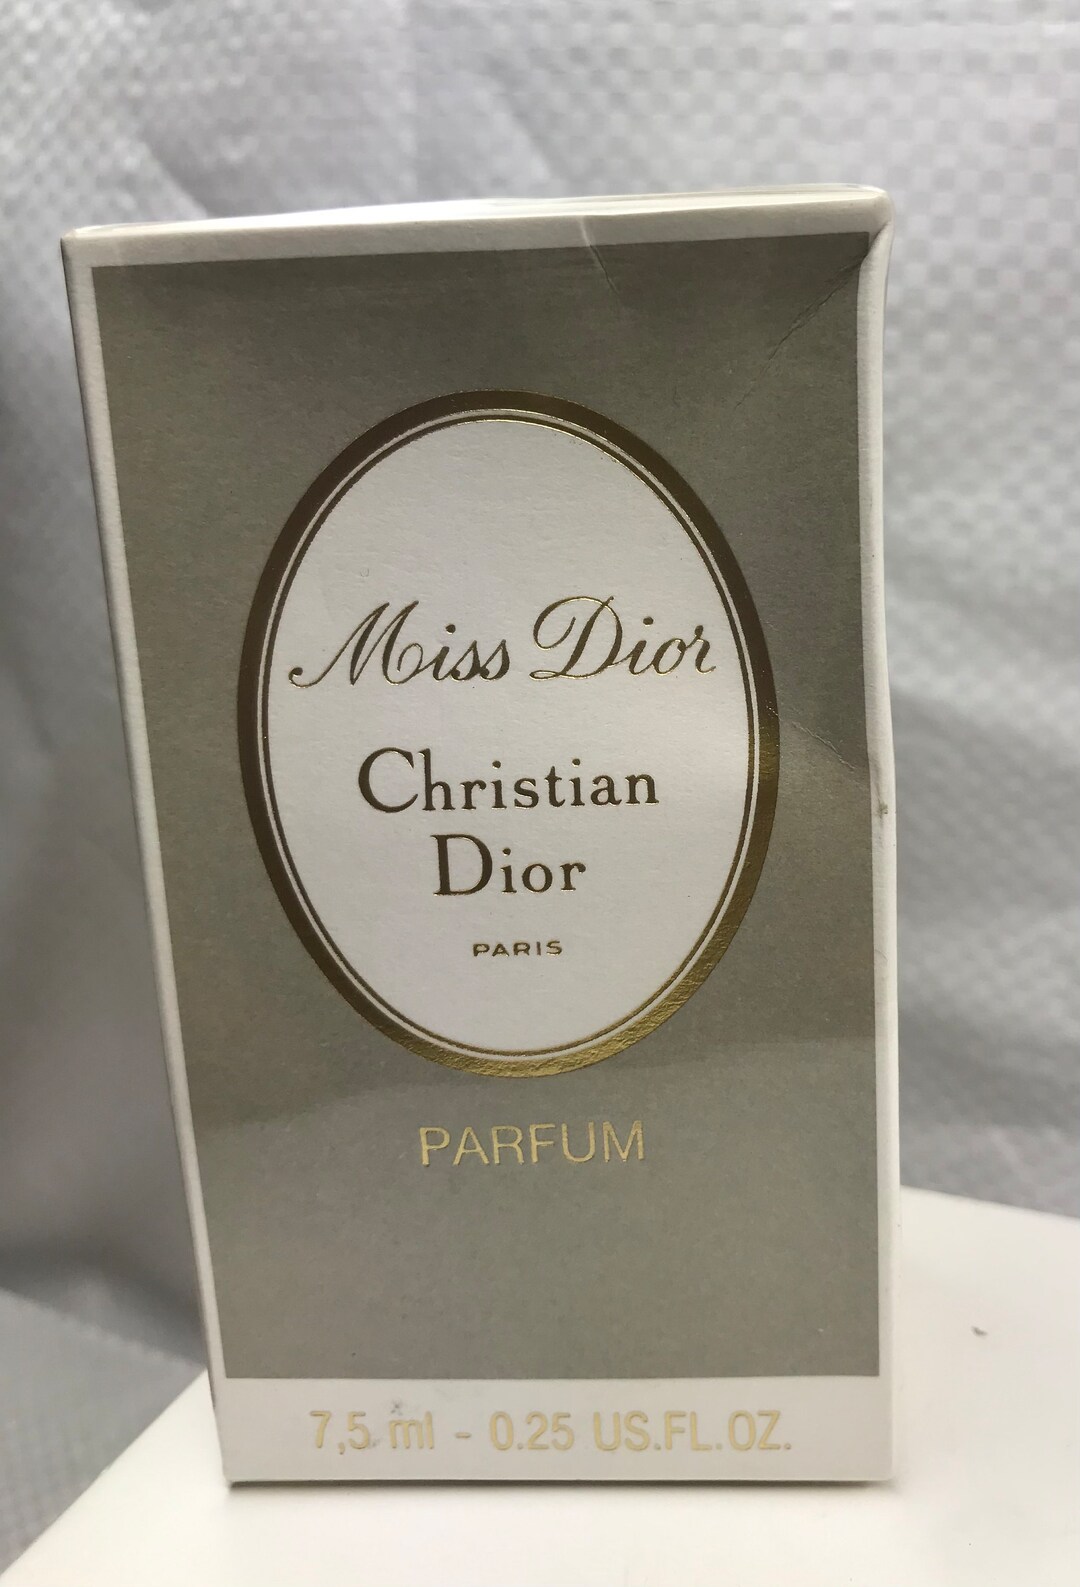 Miss Dior
Christian
Dior
PARIS
PARFUM
7,5 ml - 0.25 US.FL.OZ.